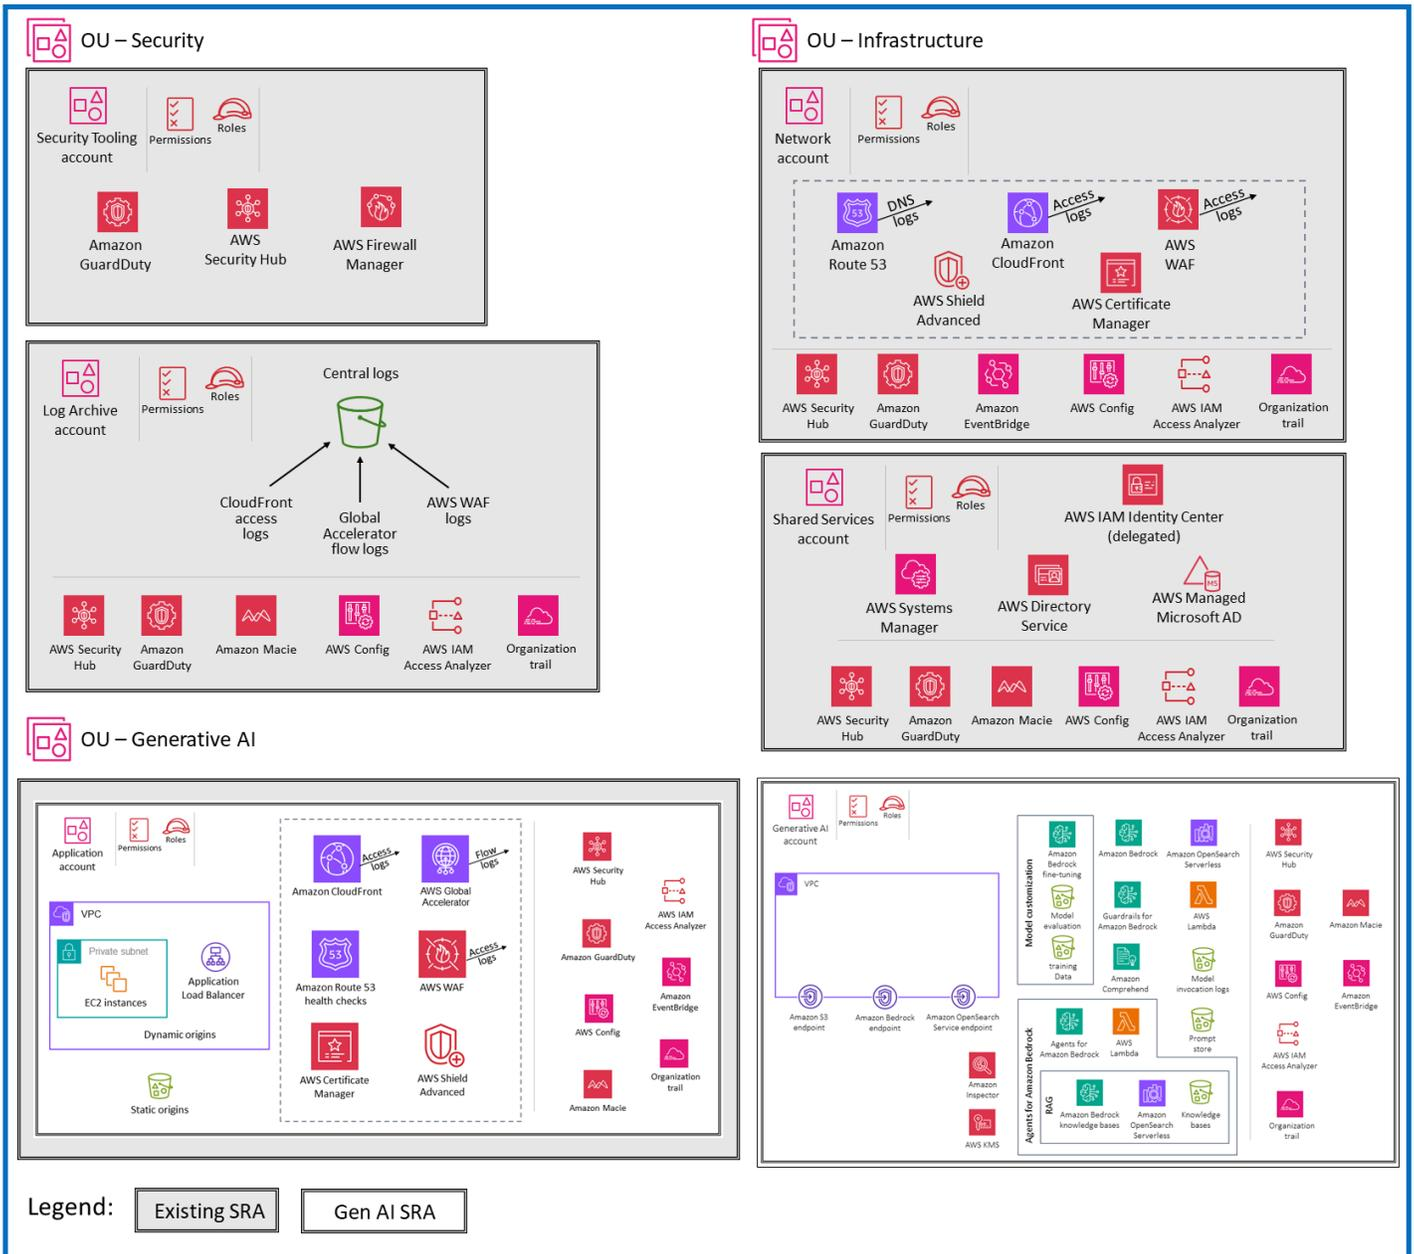 OU – Security
Security Tooling
account
Permissions
Roles
Amazon
GuardDuty
AWS
Security Hub
AWS Firewall
Manager
Log Archive
account
Permissions
Roles
Central logs
CloudFront
access
logs
Global
Accelerator
flow logs
AWS WAF
logs
AWS Security
Hub
Amazon
GuardDuty
Amazon Macie
AWS Config
AWS IAM
Access Analyzer
Organization
trail
OU – Infrastructure
Network
account
Permissions
Roles
53
DNS
logs
Amazon
Route 53
Access
logs
Amazon
CloudFront
Access
logs
AWS
WAF
AWS Shield
Advanced
AWS Certificate
Manager
AWS Security
Hub
Amazon
GuardDuty
Amazon
EventBridge
AWS Config
AWS IAM
Access Analyzer
Organization
trail
Shared Services
account
Permissions
Roles
AWS IAM Identity Center
(delegated)
AWS Systems
Manager
AWS Directory
Service
MS
AWS Managed
Microsoft AD
AWS Security
Hub
Amazon
GuardDuty
Amazon Macie
AWS Config
AWS IAM
Access Analyzer
Organization
trail
OU – Generative AI
Application
account
Permissions
Roles
VPC
Private subnet
EC2 instances
Application
Load Balancer
Dynamic origins
Static origins
Access
logs
Amazon CloudFront
Flow
logs
AWS Global
Accelerator
53
Amazon Route 53
health checks
Access
logs
AWS WAF
AWS Certificate
Manager
AWS Shield
Advanced
AWS Security
Hub
AWS IAM
Access Analyzer
Amazon GuardDuty
Amazon
EventBridge
AWS Config
Organization
trail
Amazon Macie
Generative AI
account
Permissions
Roles
VPC
Amazon S3
endpoint
Amazon Bedrock
endpoint
Amazon OpenSearch
Service endpoint
Amazon
Inspector
AWS KMS
Model customization
Amazon
Bedrock
fine-tuning
Model
evaluation
training
Data
Amazon Bedrock
Amazon OpenSearch
Serverless
Guardrails for
Amazon Bedrock
AWS
Lambda
Amazon
Comprehend
Model
invocation logs
Agents for Amazon Bedrock
Agents for
Amazon Bedrock
AWS
Lambda
Prompt
store
RAG
Amazon Bedrock
knowledge bases
Amazon
OpenSearch
Serverless
Knowledge
bases
AWS Security
Hub
Amazon
GuardDuty
Amazon Macie
AWS Config
Amazon
EventBridge
AWS IAM
Access Analyzer
Organization
trail
Legend:
Existing SRA
Gen AI SRA